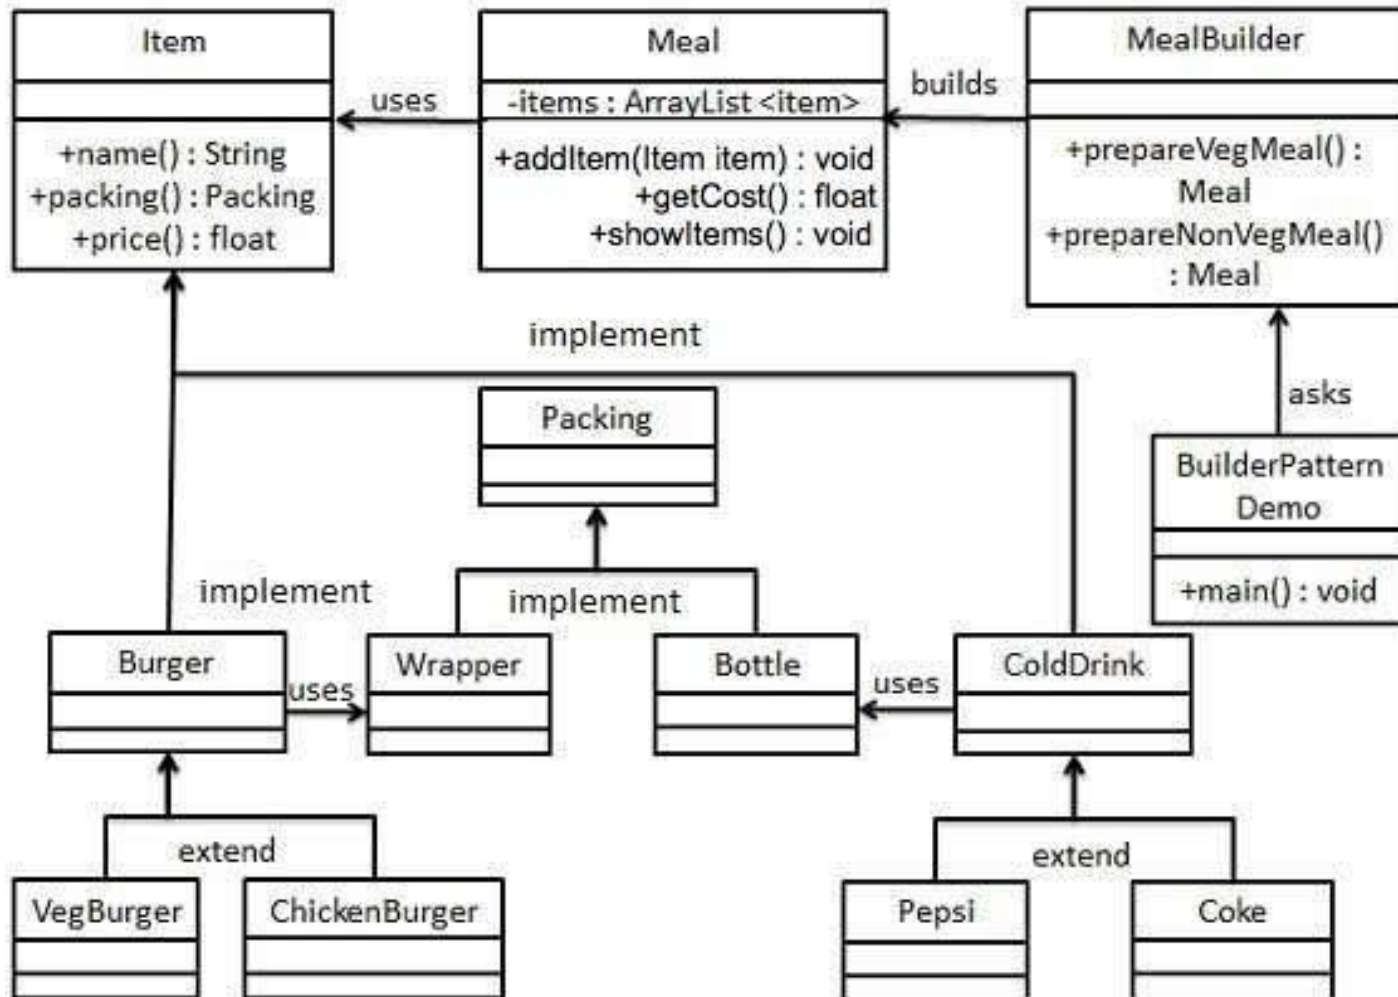 Item
uses
+name() : String
+packing() : Packing
+price() : float
Meal
-items : ArrayList <item>
+addItem(Item item) : void
+getCost() : float
+showItems() : void
builds
MealBuilder
+prepareVegMeal() :
Meal
+prepareNonVegMeal()
: Meal
implement
asks
Packing
BuilderPattern
Demo
+main() : void
implement
implement
Burger
uses
Wrapper
Bottle
uses
ColdDrink
extend
extend
VegBurger
ChickenBurger
Pepsi
Coke